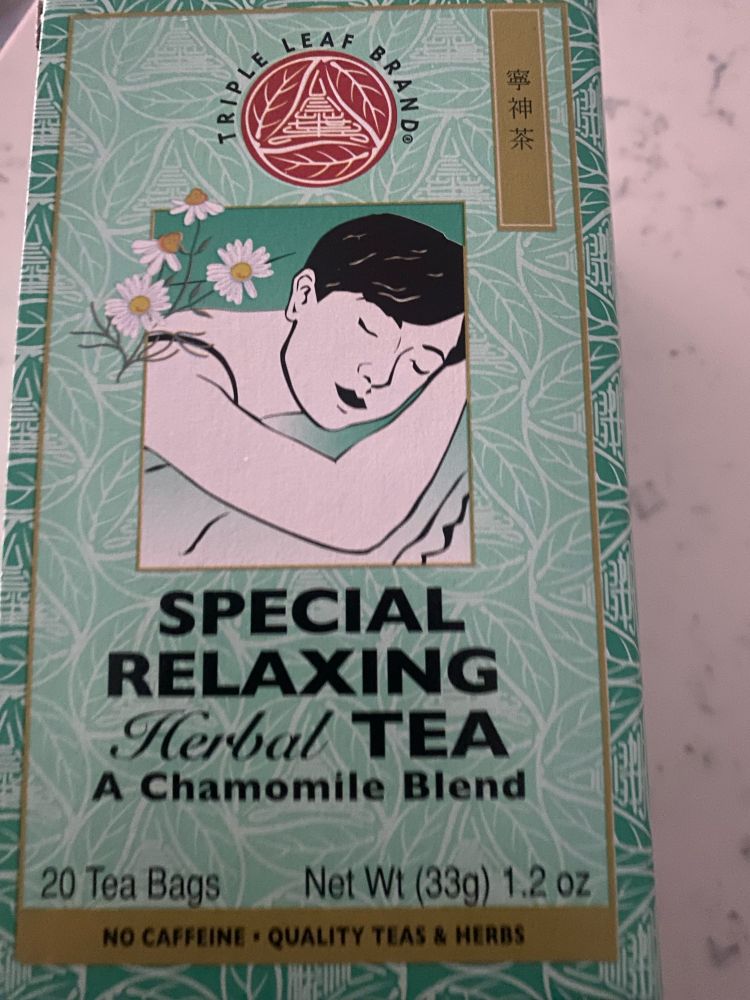 TRIPLE LEAF BRAND®
寧神茶
SPECIAL
RELAXING
Herbal TEA
A Chamomile Blend
20 Tea Bags Net Wt (33g) 1.2 oz
NO CAFFEINE • QUALITY TEAS & HERBS